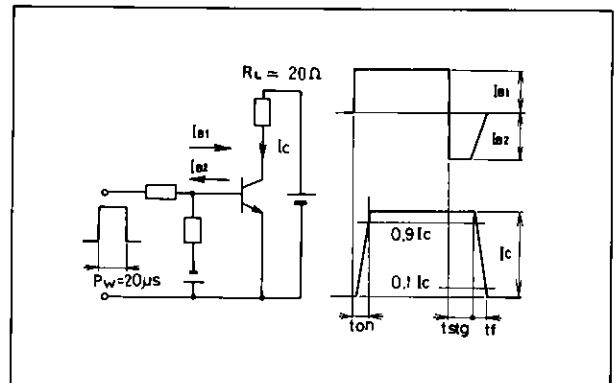 RL = 20Ω
IB1
IB2
Ic
PW=20μs
IB1
IB2
0.9 Ic
Ic
0.1 Ic
ton
tstg
tf